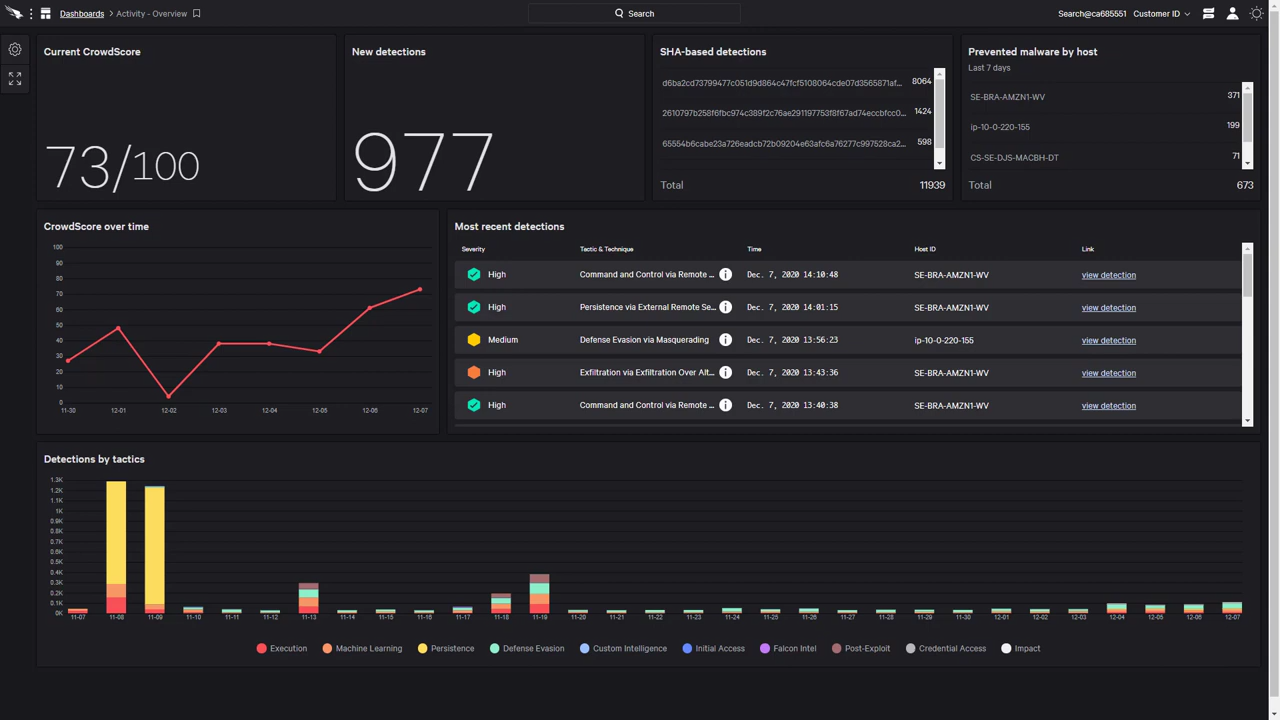 Dashboards > Activity - Overview
Search
Search@ca685551 Customer ID
Current CrowdScore
73/100
New detections
977
SHA-based detections
d6ba2cd73799477c051d9d864c47fcf5108064cde07d3565871af... 8064
2610797b258f6fbc974c389f2c76ae291197753f8f67ad74eccbfcc0... 1424
65554b6cabe23a726eadcb72b09204e63afc6a76277c997528ca2... 598
Total 11939
Prevented malware by host
Last 7 days
SE-BRA-AMZN1-WV 371
ip-10-0-220-155 199
CS-SE-DJS-MACBH-DT 71
Total 673
CrowdScore over time
100
90
80
70
60
50
40
30
20
10
0
11-30 12-01 12-02 12-03 12-04 12-05 12-06 12-07
Most recent detections
Severity Tactic & Technique Time Host ID Link
High Command and Control via Remote ... Dec. 7, 2020 14:10:48 SE-BRA-AMZN1-WV view detection
High Persistence via External Remote Se... Dec. 7, 2020 14:01:15 SE-BRA-AMZN1-WV view detection
Medium Defense Evasion via Masquerading Dec. 7, 2020 13:56:23 ip-10-0-220-155 view detection
High Exfiltration via Exfiltration Over Alt... Dec. 7, 2020 13:43:36 SE-BRA-AMZN1-WV view detection
High Command and Control via Remote ... Dec. 7, 2020 13:40:38 SE-BRA-AMZN1-WV view detection
Detections by tactics
1.3K
1.2K
1.1K
1K
0.9K
0.8K
0.7K
0.6K
0.5K
0.4K
0.3K
0.2K
0.1K
0K
11-07 11-08 11-09 11-10 11-11 11-12 11-13 11-14 11-15 11-16 11-17 11-18 11-19 11-20 11-21 11-22 11-23 11-24 11-25 11-26 11-27 11-28 11-29 11-30 12-01 12-02 12-03 12-04 12-05 12-06 12-07
Execution Machine Learning Persistence Defense Evasion Custom Intelligence Initial Access Falcon Intel Post-Exploit Credential Access Impact